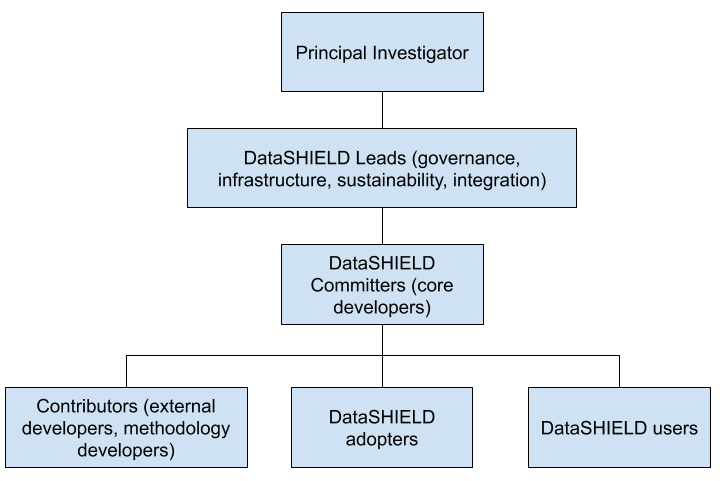 Principal Investigator
DataSHIELD Leads (governance,
infrastructure, sustainability, integration)
DataSHIELD
Committers (core
developers)
Contributors (external
developers, methodology
developers)
DataSHIELD
adopters
DataSHIELD users